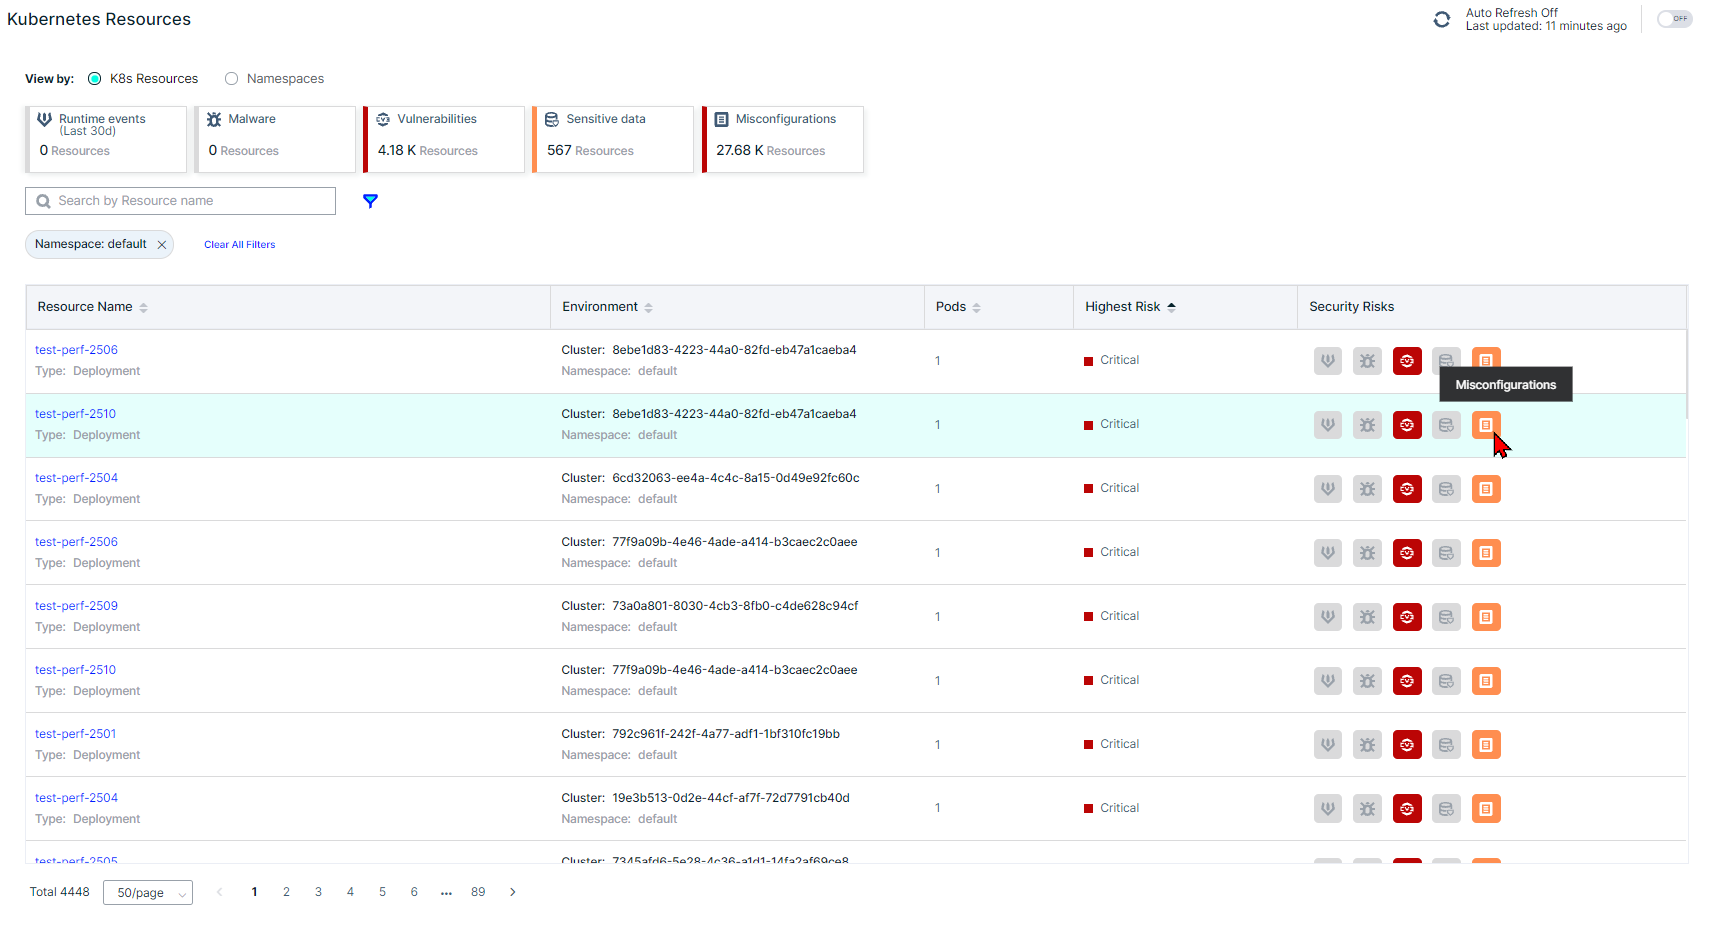 Kubernetes Resources
Auto Refresh Off
Last updated: 11 minutes ago
OFF
View by: K8s Resources Namespaces
Runtime events
(Last 30d)
0 Resources
Malware
0 Resources
Vulnerabilities
4.18 K Resources
Sensitive data
567 Resources
Misconfigurations
27.68 K Resources
Search by Resource name
Namespace: default
Clear All Filters
Resource Name Environment Pods Highest Risk Security Risks
test-perf-2506 Cluster: 8ebe1d83-4223-44a0-82fd-eb47a1caeba4
Type: Deployment Namespace: default
1 Critical
Misconfigurations
test-perf-2510 Cluster: 8ebe1d83-4223-44a0-82fd-eb47a1caeba4
Type: Deployment Namespace: default
1 Critical
test-perf-2504 Cluster: 6cd32063-ee4a-4c4c-8a15-0d49e92fc60c
Type: Deployment Namespace: default
1 Critical
test-perf-2506 Cluster: 77f9a09b-4e46-4ade-a414-b3caec2c0aee
Type: Deployment Namespace: default
1 Critical
test-perf-2509 Cluster: 73a0a801-8030-4cb3-8fb0-c4de628c94cf
Type: Deployment Namespace: default
1 Critical
test-perf-2510 Cluster: 77f9a09b-4e46-4ade-a414-b3caec2c0aee
Type: Deployment Namespace: default
1 Critical
test-perf-2501 Cluster: 792c961f-242f-4a77-adf1-1bf310fc19bb
Type: Deployment Namespace: default
1 Critical
test-perf-2504 Cluster: 19e3b513-0d2e-44cf-af7f-72d7791cb40d
Type: Deployment Namespace: default
1 Critical
test-perf-2505 Cluster: 7345afd6-5e28-4c36-a1d1-14fa2af69ce8
Total 4448 50/page 1 2 3 4 5 6 ... 89